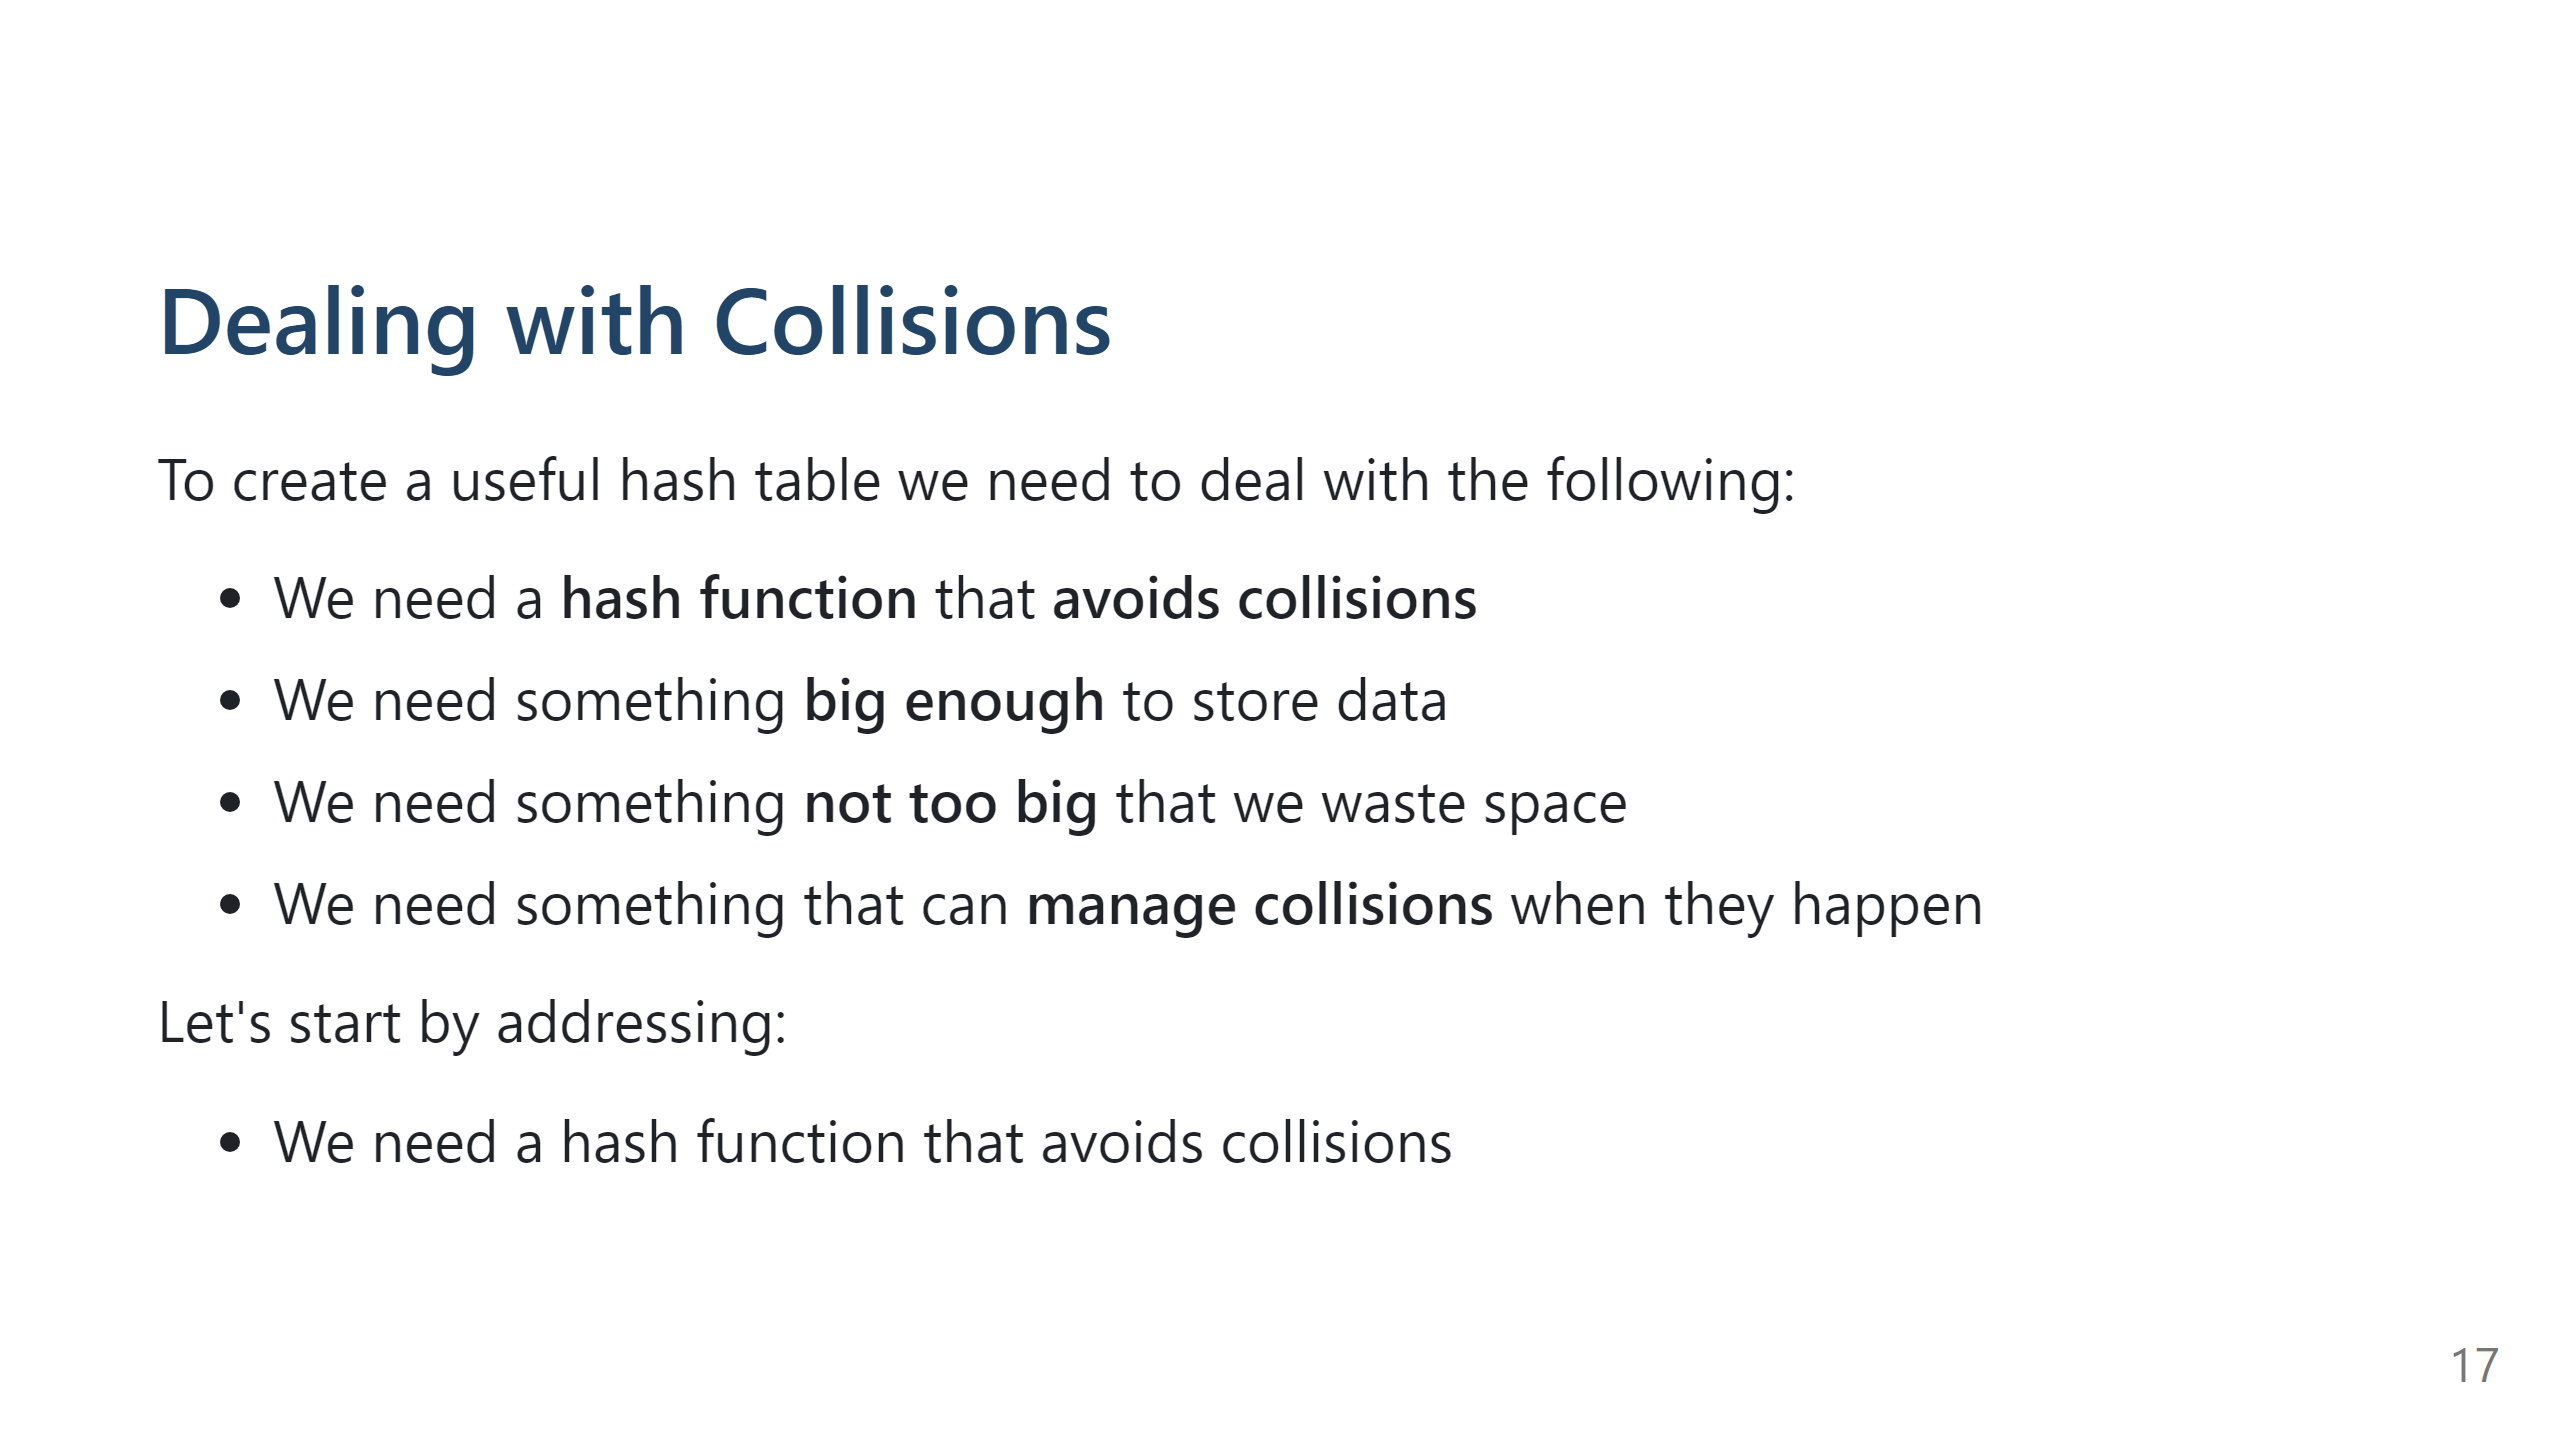 Dealing with Collisions
To create a useful hash table we need to deal with the following:
• We need a hash function that avoids collisions
• We need something big enough to store data
• We need something not too big that we waste space
• We need something that can manage collisions when they happen
Let's start by addressing:
• We need a hash function that avoids collisions
17